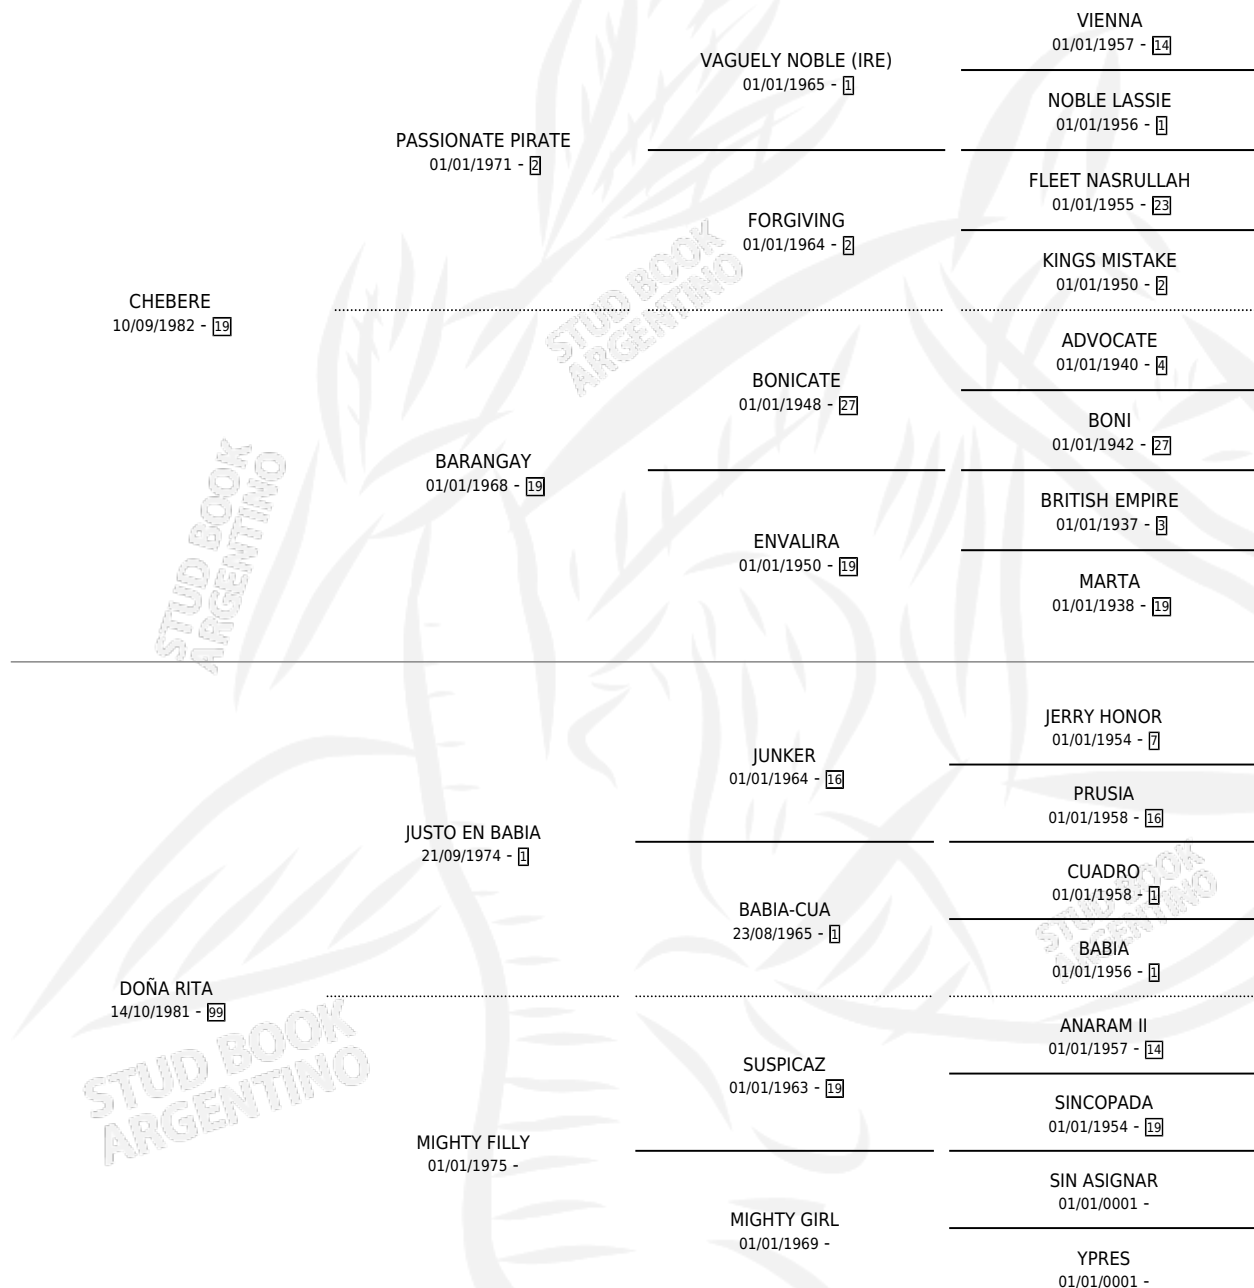 CHEBERE
10/09/1982 - 19
PASSIONATE PIRATE
01/01/1971 - 2
BARANGAY
01/01/1968 - 19
VAGUELY NOBLE (IRE)
01/01/1965 - 1
FORGIVING
01/01/1964 - 2
BONICATE
01/01/1948 - 27
ENVALIRA
01/01/1950 - 19
VIENNA
01/01/1957 - 14
NOBLE LASSIE
01/01/1956 - 1
FLEET NASRULLAH
01/01/1955 - 23
KINGS MISTAKE
01/01/1950 - 2
ADVOCATE
01/01/1940 - 4
BONI
01/01/1942 - 27
BRITISH EMPIRE
01/01/1937 - 3
MARTA
01/01/1938 - 19
DOÑA RITA
14/10/1981 - 99
JUSTO EN BABIA
21/09/1974 - 1
MIGHTY FILLY
01/01/1975 -
JUNKER
01/01/1964 - 16
BABIA-CUA
23/08/1965 - 1
SUSPICAZ
01/01/1963 - 19
MIGHTY GIRL
01/01/1969 -
JERRY HONOR
01/01/1954 - 7
PRUSIA
01/01/1958 - 16
CUADRO
01/01/1958 - 1
BABIA
01/01/1956 - 1
ANARAM II
01/01/1957 - 14
SINCOPADA
01/01/1954 - 19
SIN ASIGNAR
01/01/0001 -
YPRES
01/01/0001 -
STUD BOOK
ARGENTINO
STUD BOOK
ARGENTINO
STUD BOOK
ARGENTINO
STUD BOOK
ARGENTINO